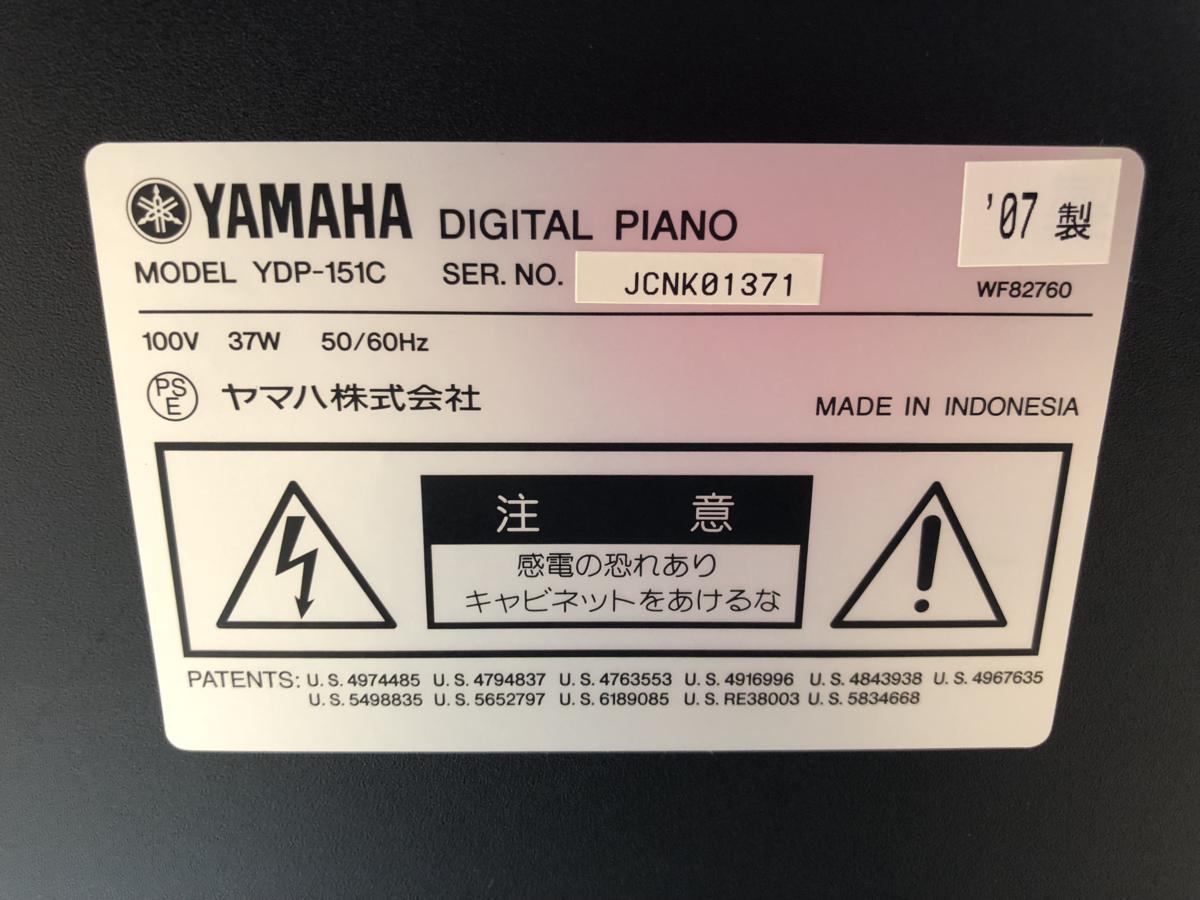 YAMAHA DIGITAL PIANO
'07 製
MODEL YDP-151C SER. NO. JCNK01371
WF82760
100V 37W 50/60Hz
PS E ヤマハ株式会社
MADE IN INDONESIA
注 意
感電の恐れあり
キャビネットをあけるな
PATENTS: U.S. 4974485 U.S. 4794837 U.S. 4763553 U.S. 4916996 U.S. 4843938 U.S. 4967635
U.S. 5498835 U.S. 5652797 U.S. 6189085 U.S. RE38003 U.S. 5834668